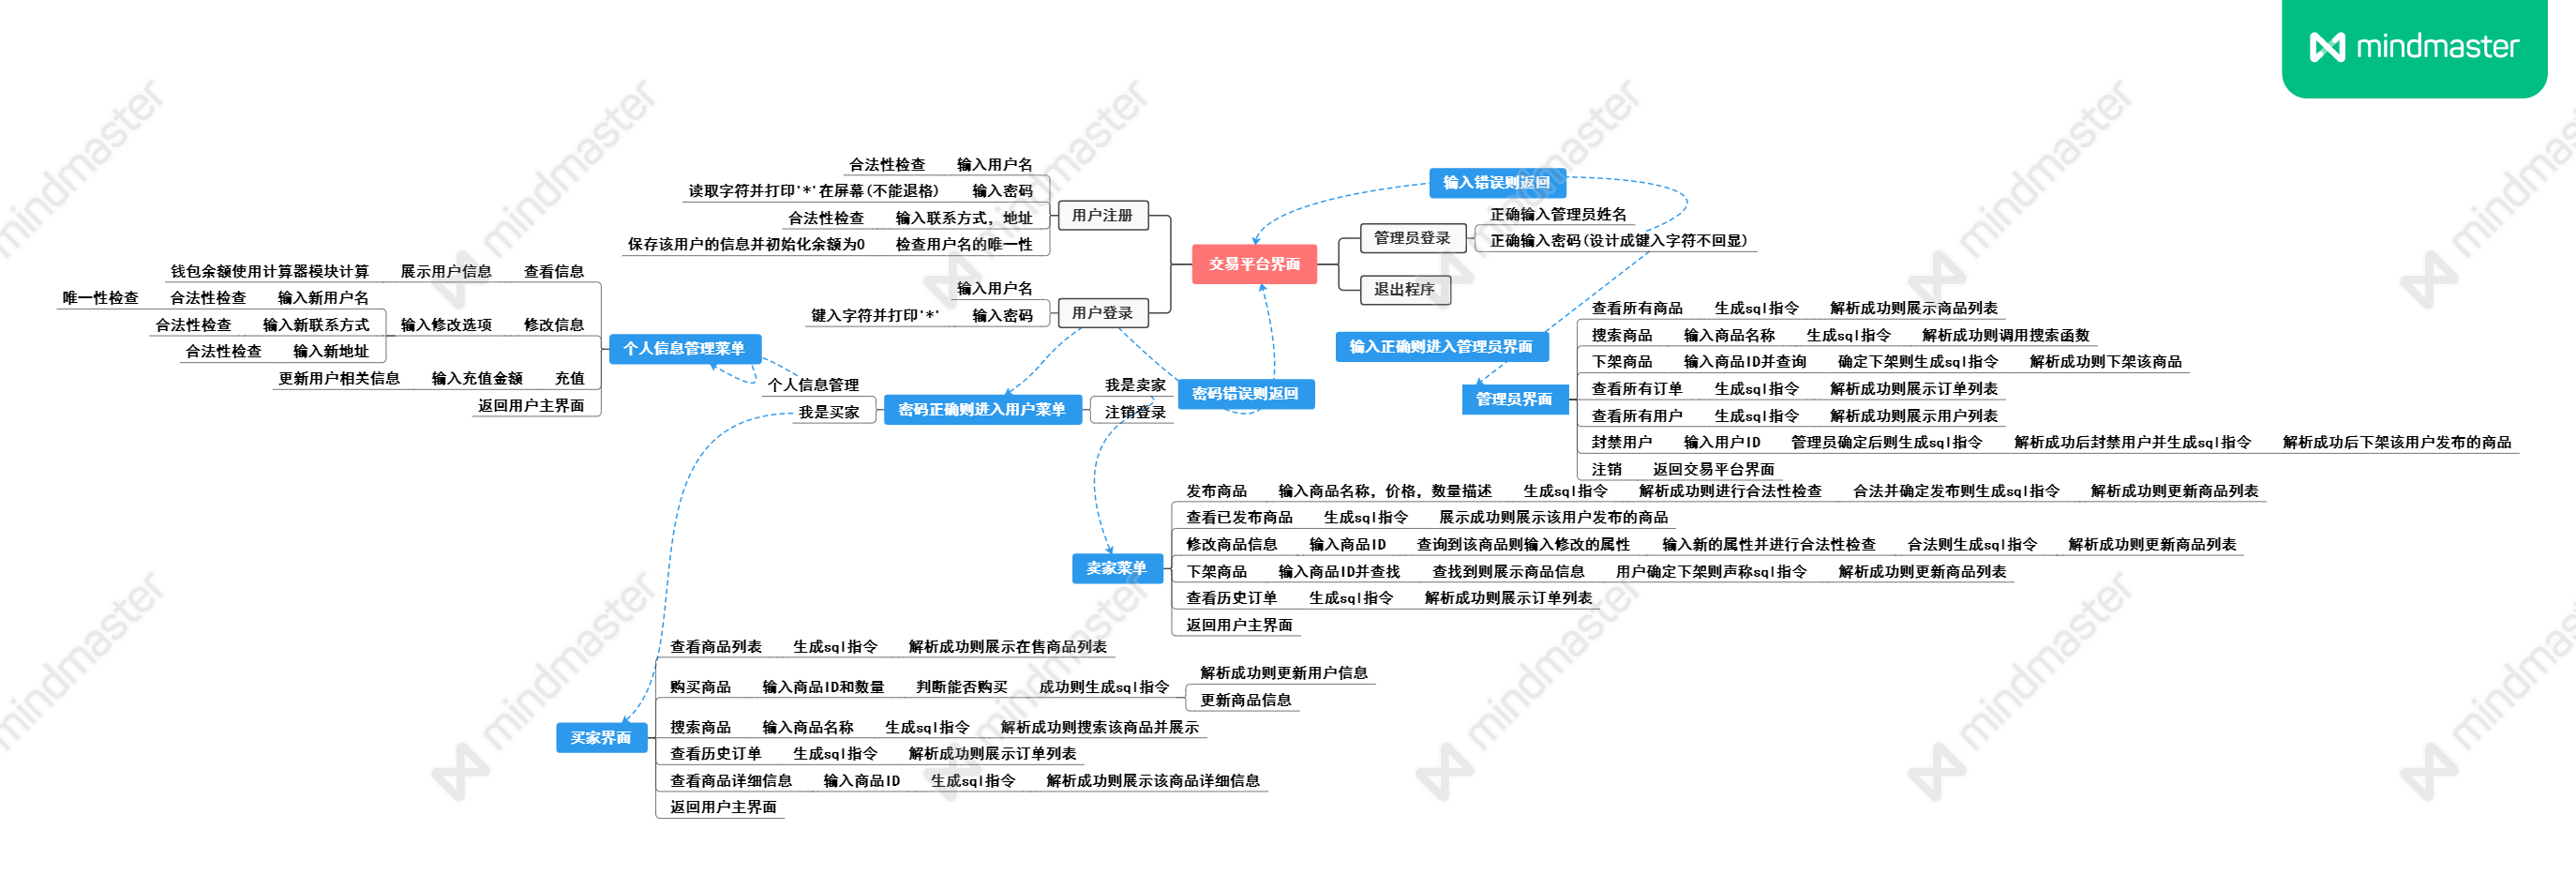 mindmaster
交易平台界面
用户注册
输入用户名 合法性检查
输入密码 读取字符并打印'*'在屏幕(不能退格)
输入联系方式，地址 合法性检查
检查用户名的唯一性 保存该用户的信息并初始化余额为0
用户登录
输入用户名
输入密码 键入字符并打印'*'
管理员登录
正确输入管理员姓名
正确输入密码(设计成键入字符不回显)
退出程序
输入错误则返回
输入正确则进入管理员界面
密码错误则返回
密码正确则进入用户菜单
个人信息管理
我是买家
我是卖家
注销登录
个人信息管理菜单
查看信息 展示用户信息 钱包余额使用计算器模块计算
修改信息 输入修改选项
输入新用户名 合法性检查 唯一性检查
输入新联系方式 合法性检查
输入新地址 合法性检查
充值 输入充值金额 更新用户相关信息
返回用户主界面
管理员界面
查看所有商品 生成sql指令 解析成功则展示商品列表
搜索商品 输入商品名称 生成sql指令 解析成功则调用搜索函数
下架商品 输入商品ID并查询 确定下架则生成sql指令 解析成功则下架该商品
查看所有订单 生成sql指令 解析成功则展示订单列表
查看所有用户 生成sql指令 解析成功则展示用户列表
封禁用户 输入用户ID 管理员确定后则生成sql指令 解析成功后封禁用户并生成sql指令 解析成功后下架该用户发布的商品
注销 返回交易平台界面
卖家菜单
发布商品 输入商品名称，价格，数量描述 生成sql指令 解析成功则进行合法性检查 合法并确定发布则生成sql指令 解析成功则更新商品列表
查看已发布商品 生成sql指令 展示成功则展示该用户发布的商品
修改商品信息 输入商品ID 查询到该商品则输入修改的属性 输入新的属性并进行合法性检查 合法则生成sql指令 解析成功则更新商品列表
下架商品 输入商品ID并查找 查找到则展示商品信息 用户确定下架则声称sql指令 解析成功则更新商品列表
查看历史订单 生成sql指令 解析成功则展示订单列表
返回用户主界面
买家界面
查看商品列表 生成sql指令 解析成功则展示在售商品列表
购买商品 输入商品ID和数量 判断能否购买 成功则生成sql指令
解析成功则更新用户信息
更新商品信息
搜索商品 输入商品名称 生成sql指令 解析成功则搜索该商品并展示
查看历史订单 生成sql指令 解析成功则展示订单列表
查看商品详细信息 输入商品ID 生成sql指令 解析成功则展示该商品详细信息
返回用户主界面